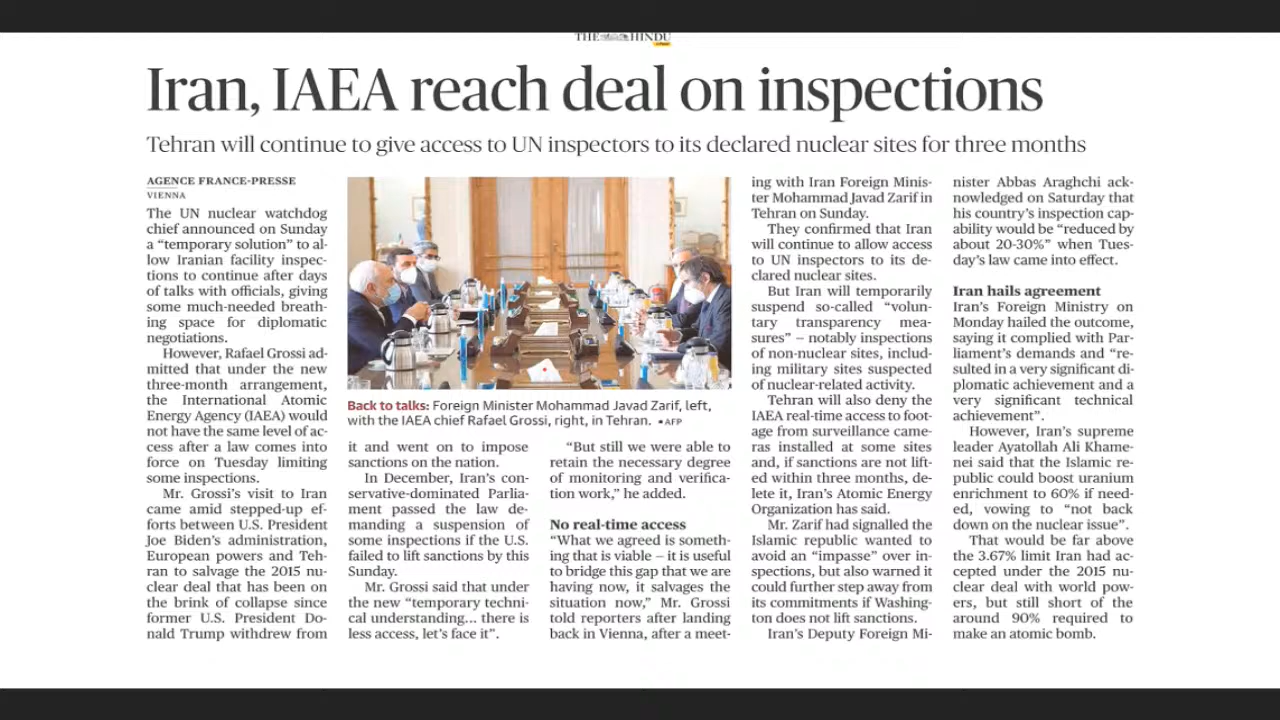 THE HINDU
Iran, IAEA reach deal on inspections
Tehran will continue to give access to UN inspectors to its declared nuclear sites for three months
AGENCE FRANCE-PRESSE
VIENNA
The UN nuclear watchdog
chief announced on Sunday
a “temporary solution” to al-
low Iranian facility inspec-
tions to continue after days
of talks with officials, giving
some much-needed breath-
ing space for diplomatic
negotiations.
However, Rafael Grossi ad-
mitted that under the new
three-month arrangement,
the International Atomic
Energy Agency (IAEA) would
not have the same level of ac-
cess after a law comes into
force on Tuesday limiting
some inspections.
Mr. Grossi’s visit to Iran
came amid stepped-up ef-
forts between U.S. President
Joe Biden’s administration,
European powers and Teh-
ran to salvage the 2015 nu-
clear deal that has been on
the brink of collapse since
former U.S. President Do-
nald Trump withdrew from
Back to talks: Foreign Minister Mohammad Javad Zarif, left,
with the IAEA chief Rafael Grossi, right, in Tehran. ▪AFP
it and went on to impose
sanctions on the nation.
In December, Iran’s con-
servative-dominated Parlia-
ment passed the law de-
manding a suspension of
some inspections if the U.S.
failed to lift sanctions by this
Sunday.
Mr. Grossi said that under
the new “temporary techni-
cal understanding... there is
less access, let’s face it”.
“But still we were able to
retain the necessary degree
of monitoring and verifica-
tion work,” he added.
No real-time access
“What we agreed is someth-
ing that is viable – it is useful
to bridge this gap that we are
having now, it salvages the
situation now,” Mr. Grossi
told reporters after landing
back in Vienna, after a meet-
ing with Iran Foreign Minis-
ter Mohammad Javad Zarif in
Tehran on Sunday.
They confirmed that Iran
will continue to allow access
to UN inspectors to its de-
clared nuclear sites.
But Iran will temporarily
suspend so-called “volun-
tary transparency mea-
sures” – notably inspections
of non-nuclear sites, includ-
ing military sites suspected
of nuclear-related activity.
Tehran will also deny the
IAEA real-time access to foot-
age from surveillance came-
ras installed at some sites
and, if sanctions are not lift-
ed within three months, de-
lete it, Iran’s Atomic Energy
Organization has said.
Mr. Zarif had signalled the
Islamic republic wanted to
avoid an “impasse” over in-
spections, but also warned it
could further step away from
its commitments if Washing-
ton does not lift sanctions.
Iran’s Deputy Foreign Mi-
nister Abbas Araghchi ack-
nowledged on Saturday that
his country’s inspection cap-
ability would be “reduced by
about 20-30%” when Tues-
day’s law came into effect.
Iran hails agreement
Iran’s Foreign Ministry on
Monday hailed the outcome,
saying it complied with Par-
liament’s demands and “re-
sulted in a very significant di-
plomatic achievement and a
very significant technical
achievement”.
However, Iran’s supreme
leader Ayatollah Ali Khame-
nei said that the Islamic re-
public could boost uranium
enrichment to 60% if need-
ed, vowing to “not back
down on the nuclear issue”.
That would be far above
the 3.67% limit Iran had ac-
cepted under the 2015 nu-
clear deal with world pow-
ers, but still short of the
around 90% required to
make an atomic bomb.